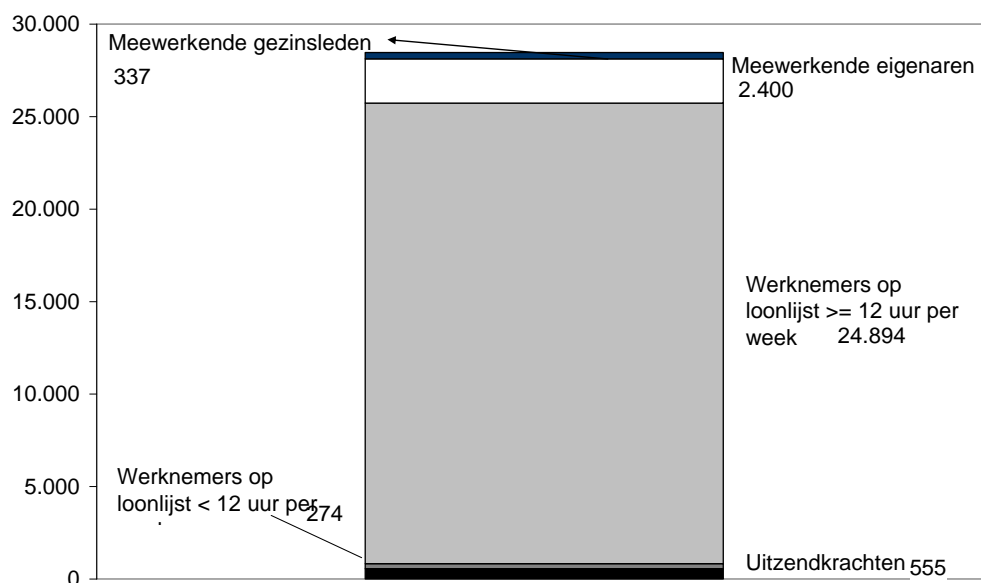 30.000
25.000
20.000
15.000
10.000
5.000
0
Meewerkende gezinsleden
337
Meewerkende eigenaren
2.400
Werknemers op
loonlijst >= 12 uur per
week 24.894
Werknemers op
loonlijst < 12 uur per
274
Uitzendkrachten 555